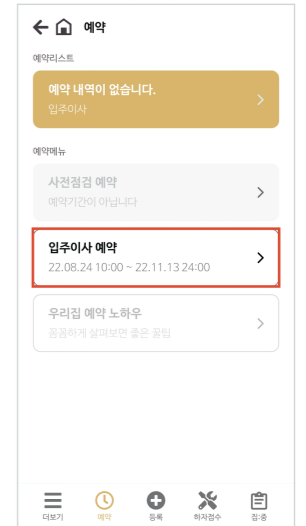 예약
예약리스트
예약 내역이 없습니다.
입주이사
예약메뉴
사전점검 예약
예약기간이 아닙니다
입주이사 예약
22.08.24 10:00 ~ 22.11.13 24:00
우리집 예약 노하우
꼼꼼하게 살펴보면 좋은 꿀팁
더보기 예약 등록 하자접수 집:중